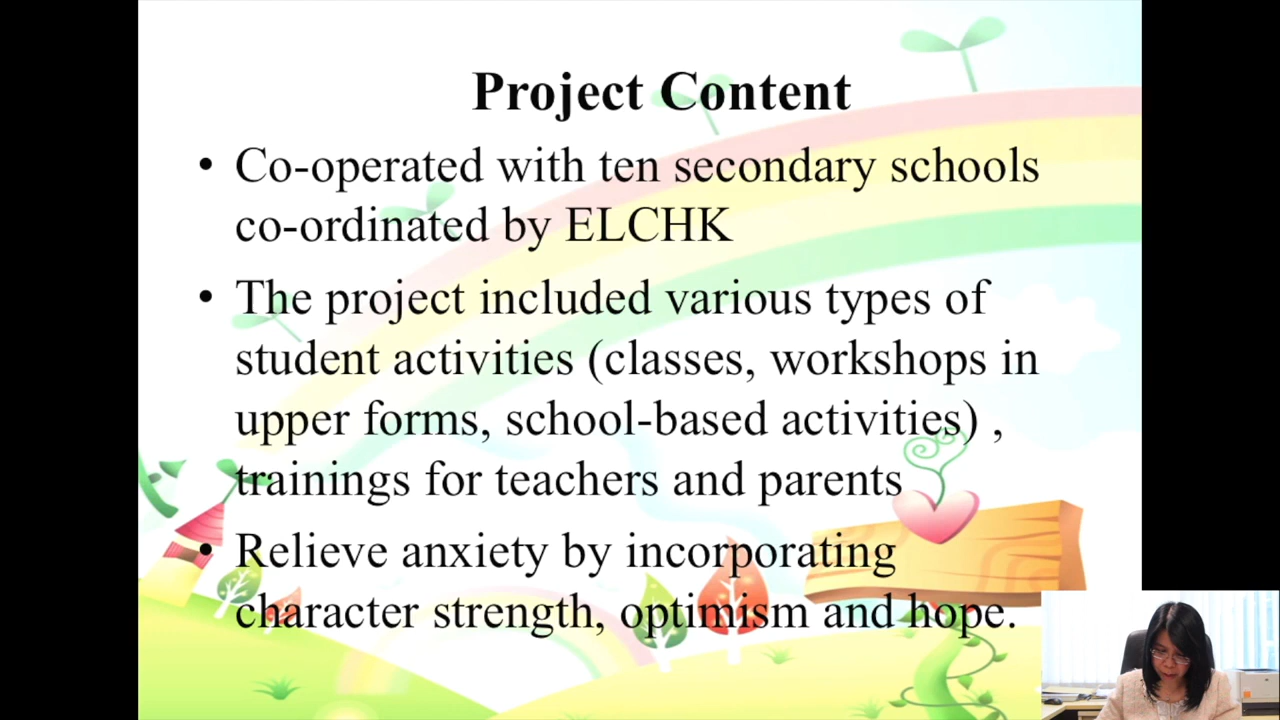 Project Content
• Co-operated with ten secondary schools
co-ordinated by ELCHK
• The project included various types of
student activities (classes, workshops in
upper forms, school-based activities) ,
trainings for teachers and parents
• Relieve anxiety by incorporating
character strength, optimism and hope.